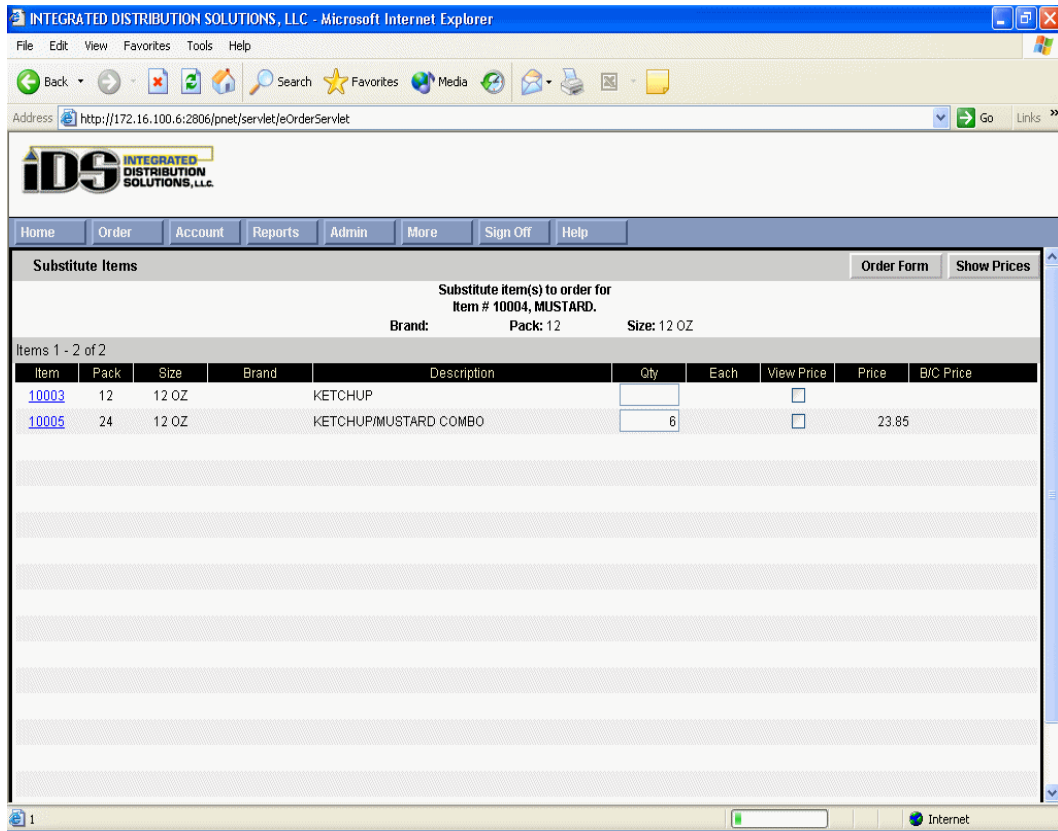 INTEGRATED DISTRIBUTION SOLUTIONS, LLC - Microsoft Internet Explorer
File Edit View Favorites Tools Help
Back Search Favorites Media
Address http://172.16.100.6:2806/pnet/servlet/eOrderServlet Go Links »
iDS INTEGRATED
DISTRIBUTION
SOLUTIONS, LLC.
Home Order Account Reports Admin More Sign Off Help
Substitute Items Order Form Show Prices
Substitute item(s) to order for
Item # 10004, MUSTARD.
Brand: Pack: 12 Size: 12 OZ
Items 1 - 2 of 2
Item Pack Size Brand Description Qty Each View Price Price B/C Price
10003 12 12 OZ KETCHUP
10005 24 12 OZ KETCHUP/MUSTARD COMBO 6 23.85
1 Internet